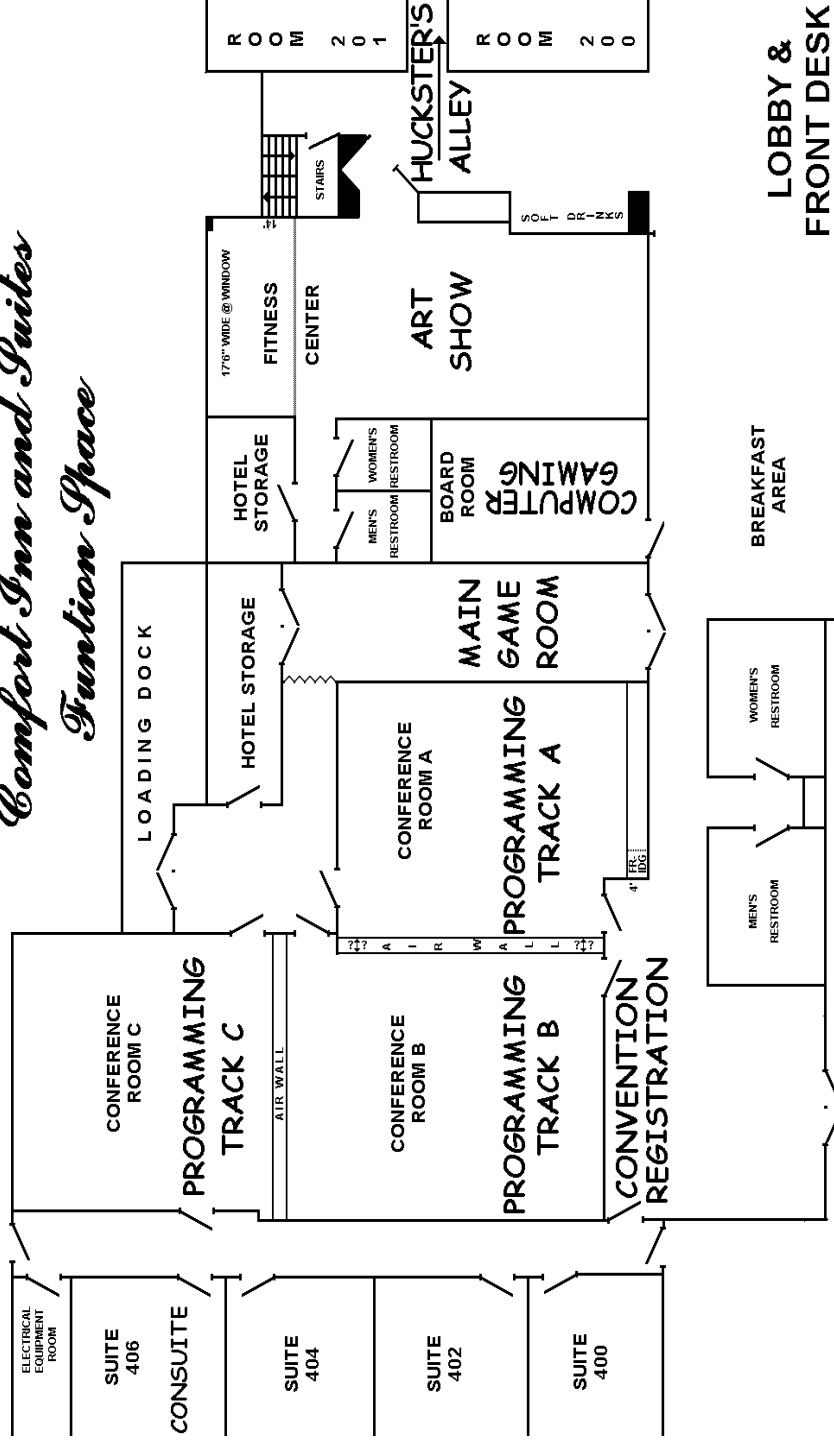 Comfort Inn and Suites
Funtion Space
ELECTRICAL
EQUIPMENT
ROOM
SUITE
406
CONSUITE
SUITE
404
SUITE
402
SUITE
400
CONFERENCE
ROOM C
PROGRAMMING
TRACK C
AIR WALL
CONFERENCE
ROOM B
PROGRAMMING
TRACK B
CONVENTION
REGISTRATION
??
AIR WALL
??
LOADING DOCK
HOTEL STORAGE
CONFERENCE
ROOM A
PROGRAMMING
TRACK A
4'
FR-
IDG
MEN'S
RESTROOM
WOMEN'S
RESTROOM
MAIN
GAME
ROOM
HOTEL
STORAGE
MEN'S
RESTROOM
WOMEN'S
RESTROOM
BOARD
ROOM
COMPUTER
GAMING
BREAKFAST
AREA
17'6" WIDE @ WINDOW
14'
FITNESS
CENTER
ART
SHOW
STAIRS
SOFT DRINKS
HUCKSTER'S
ALLEY
ROOM 201
ROOM 200
LOBBY &
FRONT DESK